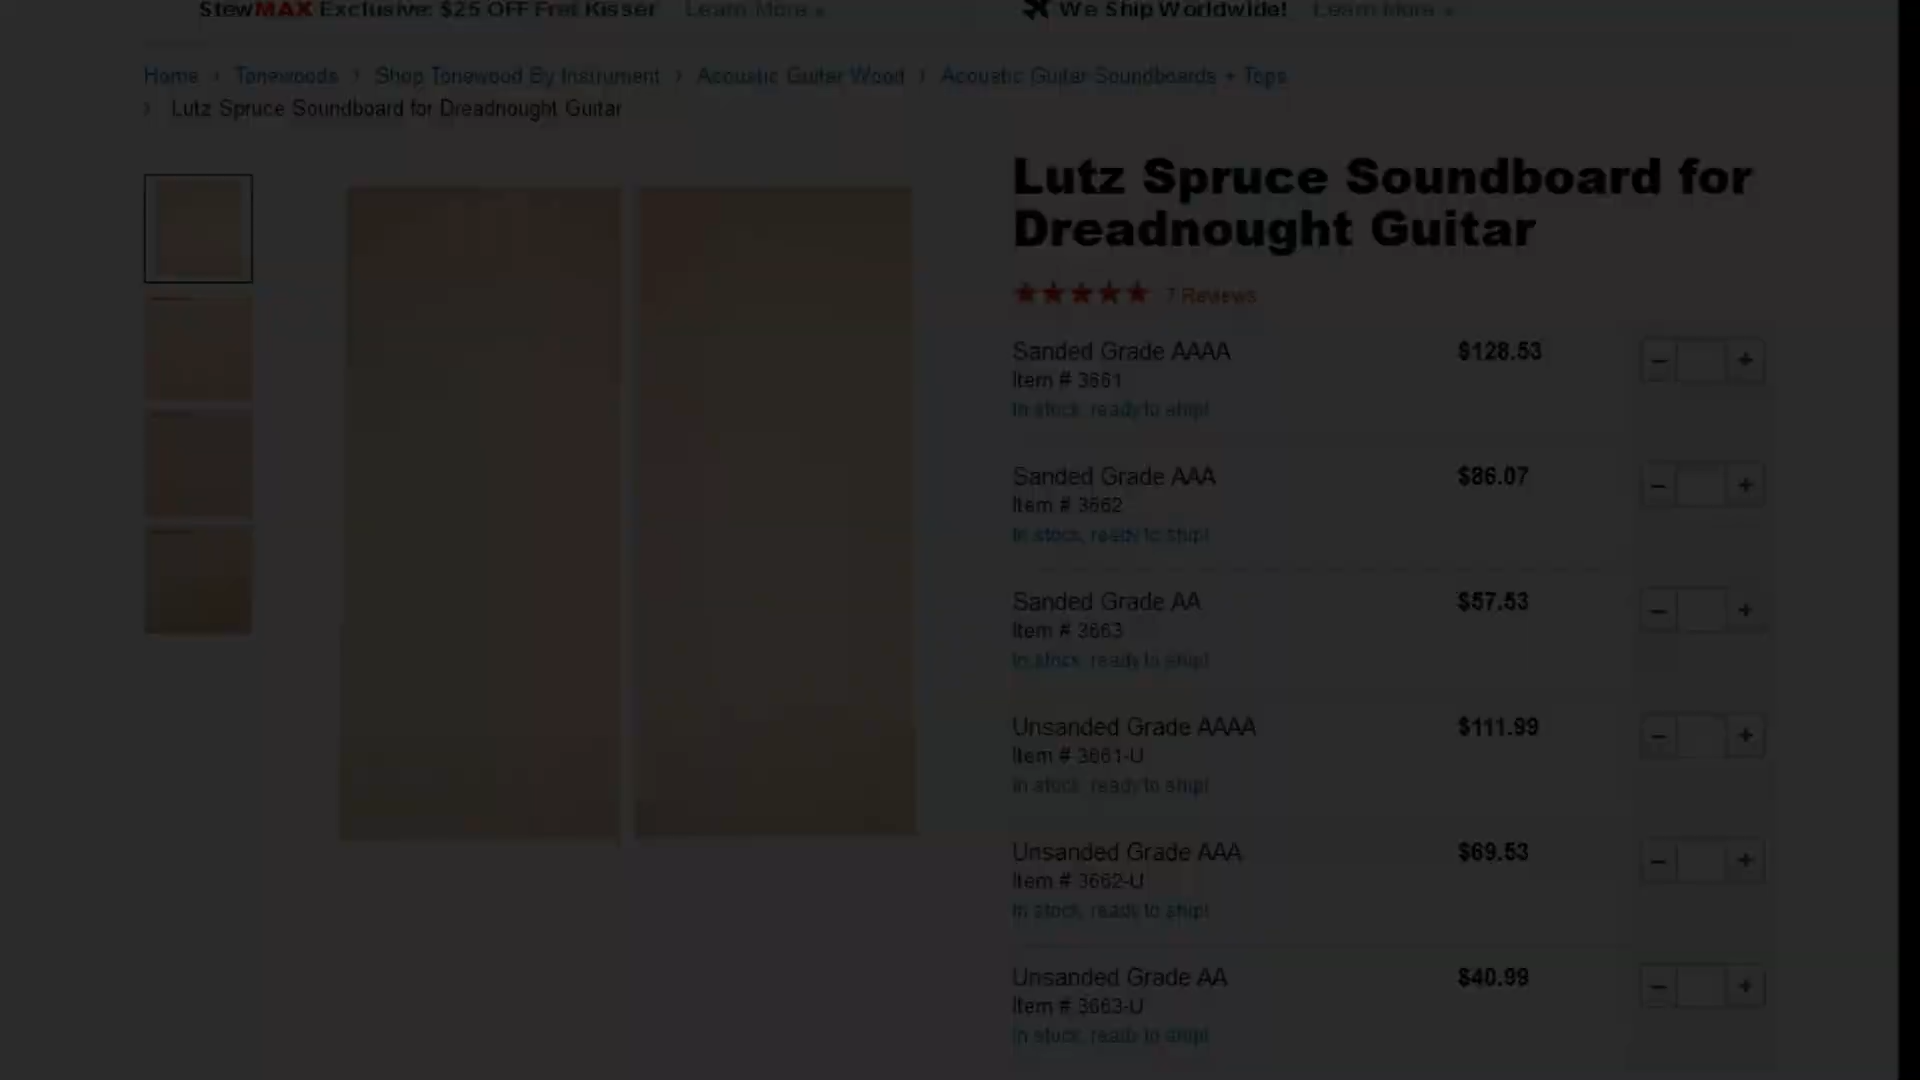 StewMAX Exclusive: $25 OFF Fret Kisser Learn More »
We Ship Worldwide! Learn More »
Home › Tonewoods › Shop Tonewood By Instrument › Acoustic Guitar Wood › Acoustic Guitar Soundboards + Tops
› Lutz Spruce Soundboard for Dreadnought Guitar
Lutz Spruce Soundboard for
Dreadnought Guitar
★★★★★ 7 Reviews
Sanded Grade AAAA $128.53 − +
Item # 3661
In stock, ready to ship!
Sanded Grade AAA $86.07 − +
Item # 3662
In stock, ready to ship!
Sanded Grade AA $57.53 − +
Item # 3663
In stock, ready to ship!
Unsanded Grade AAAA $111.99 − +
Item # 3661-U
In stock, ready to ship!
Unsanded Grade AAA $69.53 − +
Item # 3662-U
In stock, ready to ship!
Unsanded Grade AA $40.99 − +
Item # 3663-U
In stock, ready to ship!